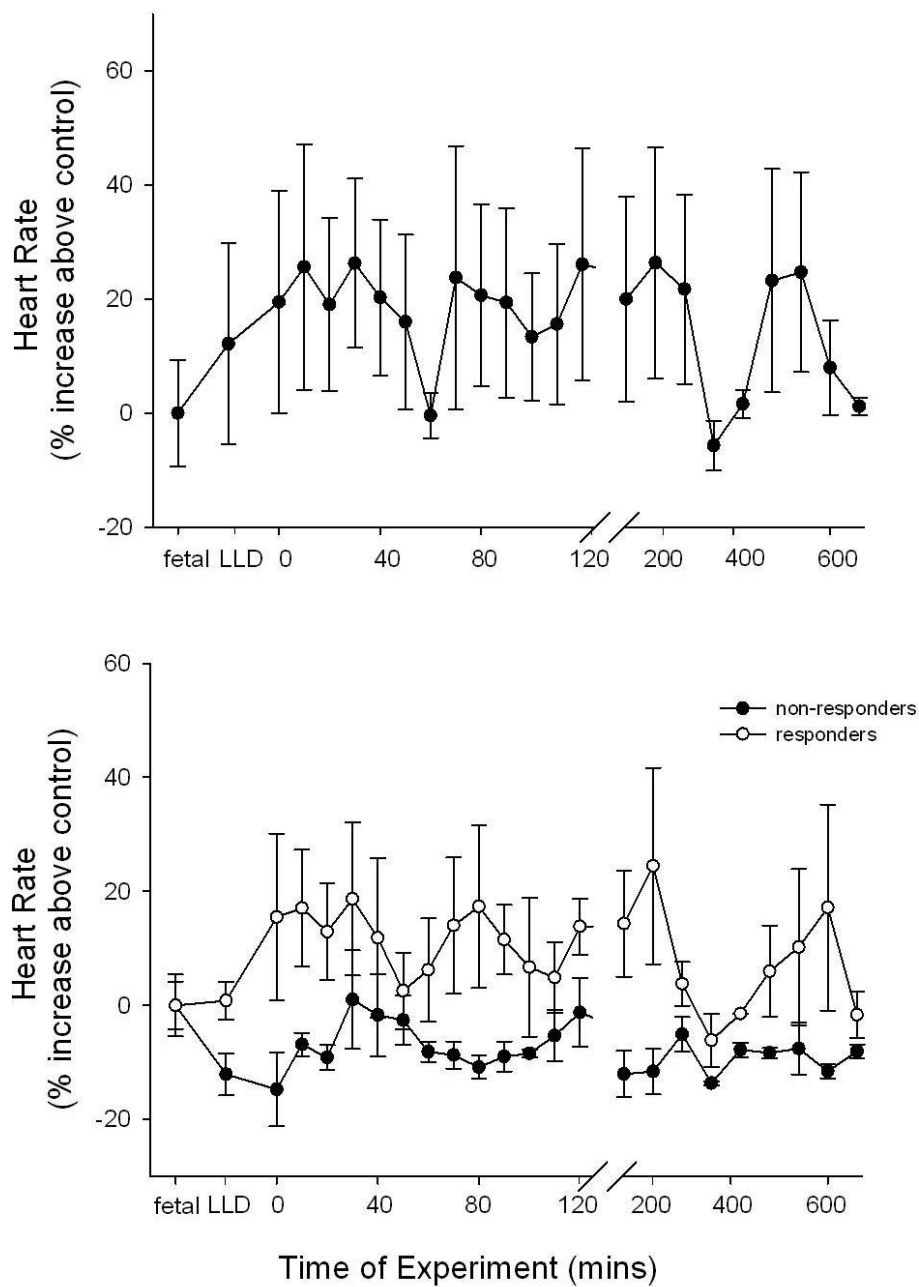 Heart Rate
(% increase above control)
60
40
20
0
-20
fetal LLD 0 40 80 120 200 400 600
Heart Rate
(% increase above control)
60
40
20
0
-20
non-responders
responders
fetal LLD 0 40 80 120 200 400 600
Time of Experiment (mins)